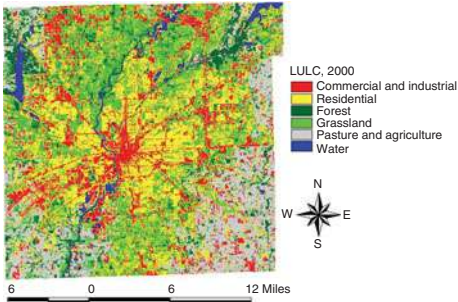 LULC, 2000
Commercial and industrial
Residential
Forest
Grassland
Pasture and agriculture
Water
N
W E
S
6 0 6 12 Miles